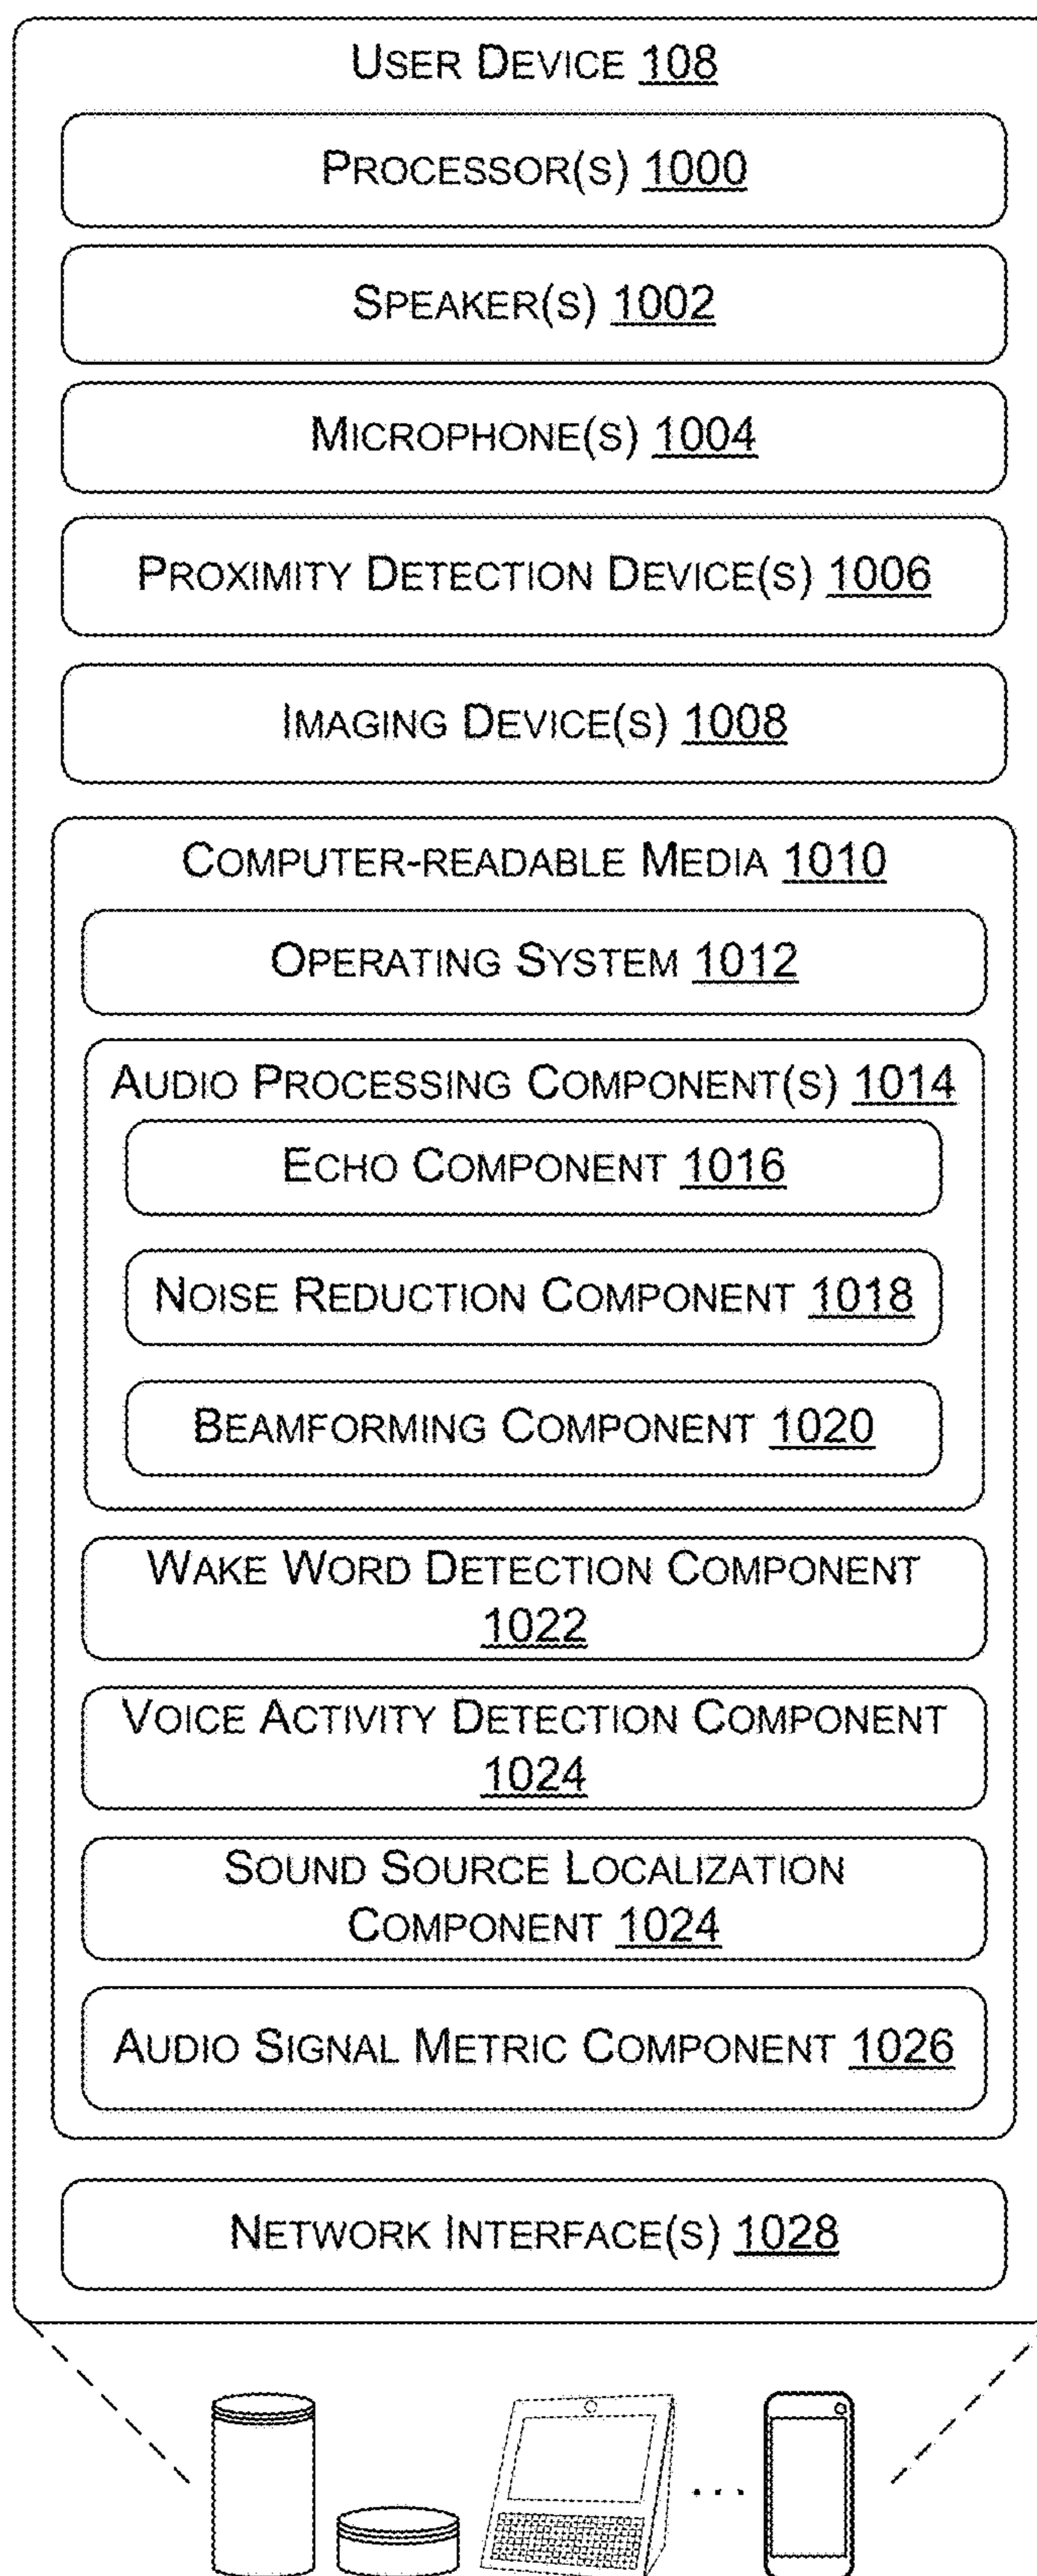 USER DEVICE 108
PROCESSOR(S) 1000
SPEAKER(S) 1002
MICROPHONE(S) 1004
PROXIMITY DETECTION DEVICE(S) 1006
IMAGING DEVICE(S) 1008
COMPUTER-READABLE MEDIA 1010
OPERATING SYSTEM 1012
AUDIO PROCESSING COMPONENT(S) 1014
ECHO COMPONENT 1016
NOISE REDUCTION COMPONENT 1018
BEAMFORMING COMPONENT 1020
WAKE WORD DETECTION COMPONENT
1022
VOICE ACTIVITY DETECTION COMPONENT
1024
SOUND SOURCE LOCALIZATION
COMPONENT 1024
AUDIO SIGNAL METRIC COMPONENT 1026
NETWORK INTERFACE(S) 1028
. . .